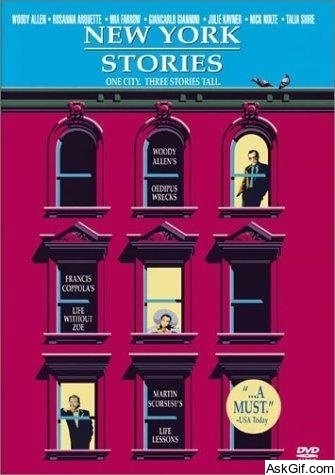 WOODY ALLEN • ROSANNA ARQUETTE • MIA FARROW • GIANCARLO GIANNINI • JULIE KAVNER • NICK NOLTE • TALIA SHIRE
NEW YORK
STORIES
ONE CITY. THREE STORIES TALL.
WOODY
ALLEN'S
OEDIPUS
WRECKS
FRANCIS
COPPOLA'S
LIFE
WITHOUT
ZOE
MARTIN
SCORSESE'S
LIFE
LESSONS
"...A
MUST."
–USA Today
DVD
AskGif.com